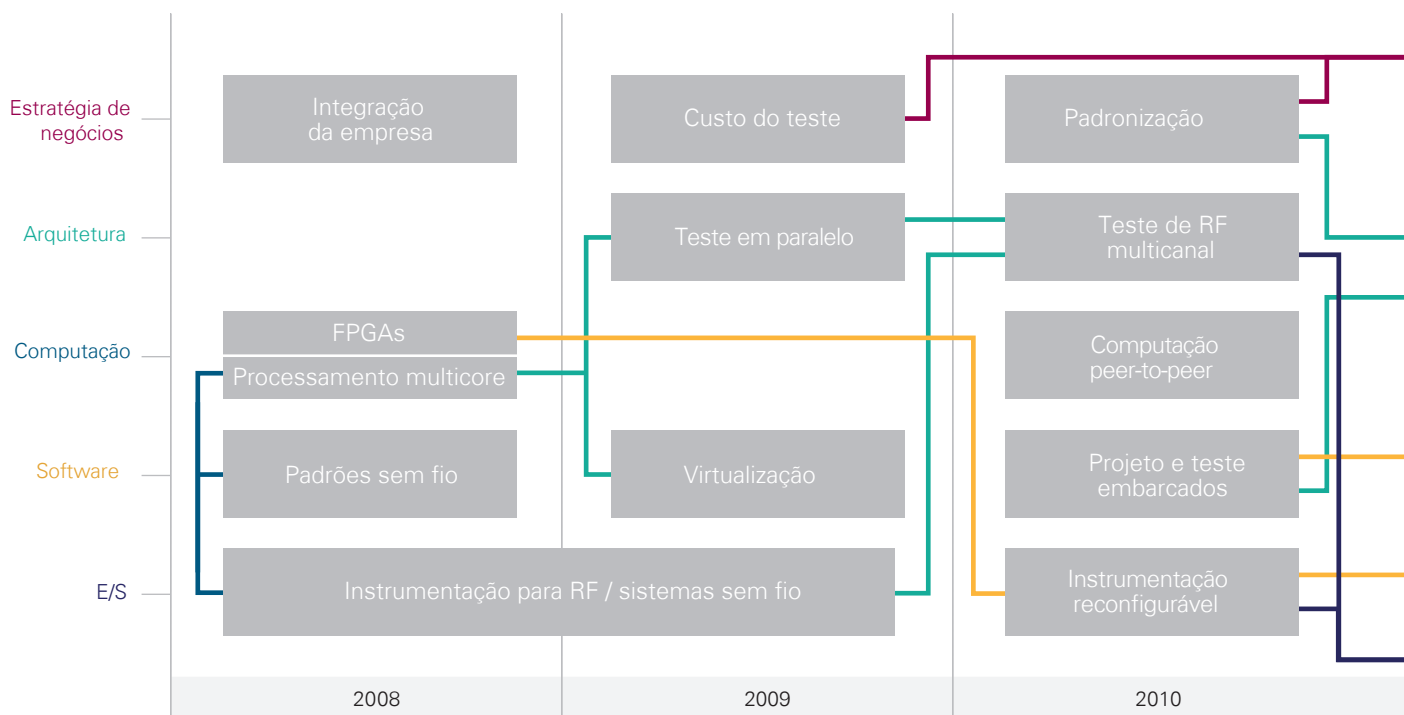 Estratégia de
negócios
Integração
da empresa
Custo do teste
Padronização
Arquitetura
Teste em paralelo
Teste de RF
multicanal
Computação
FPGAs
Processamento multicore
Computação
peer-to-peer
Software
Padrões sem fio
Virtualização
Projeto e teste
embarcados
E/S
Instrumentação para RF / sistemas sem fio
Instrumentação
reconfigurável
2008
2009
2010